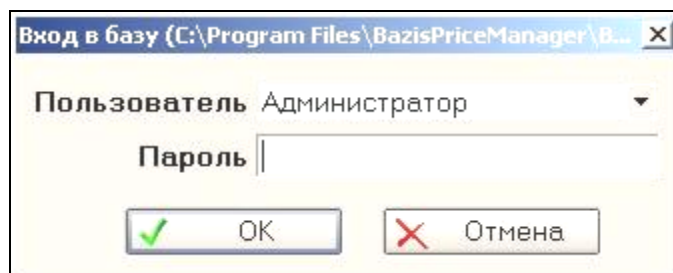 Вход в базу (C:\Program Files\BazisPriceManager\B...
Пользователь Администратор
Пароль
OK Отмена